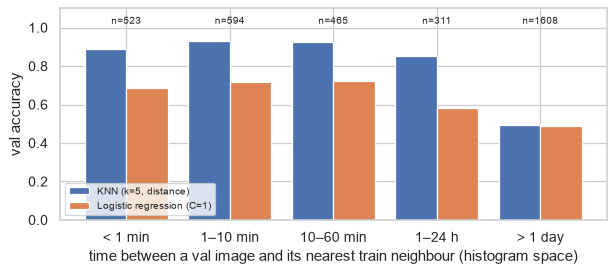 n=523 n=594 n=465 n=311 n=1608
1.0
0.8
0.6
0.4
0.2
0.0
val accuracy
KNN (k=5, distance)
Logistic regression (C=1)
< 1 min 1–10 min 10–60 min 1–24 h > 1 day
time between a val image and its nearest train neighbour (histogram space)